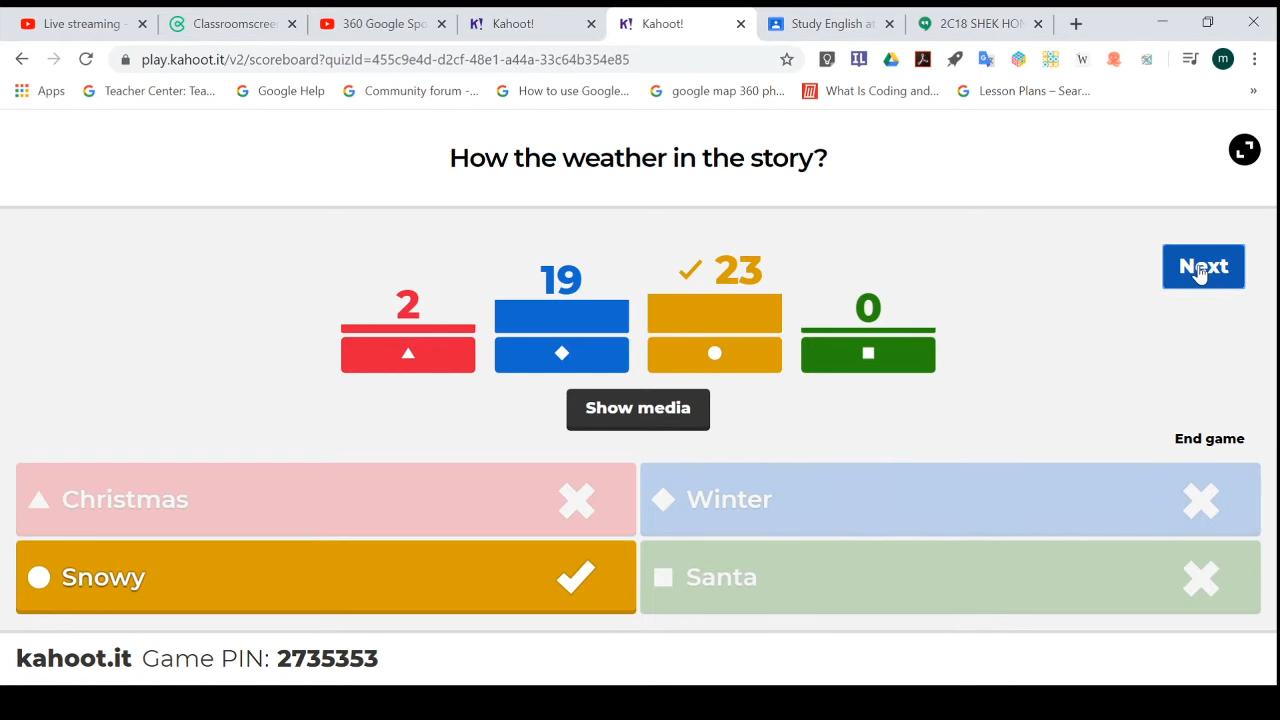 Live streaming -
Classroomscreen
360 Google Spo
Kahoot!
Kahoot!
Study English at
2C18 SHEK HON
play.kahoot.it/v2/scoreboard?quizId=455c9e4d-d2cf-48e1-a44a-33c64b354e85
m
Apps
Teacher Center: Tea...
Google Help
Community forum -...
How to use Google...
google map 360 ph...
What Is Coding and...
Lesson Plans – Sear...
»
How the weather in the story?
Next
2
19
23
0
Show media
End game
Christmas
Winter
Snowy
Santa
kahoot.it Game PIN: 2735353